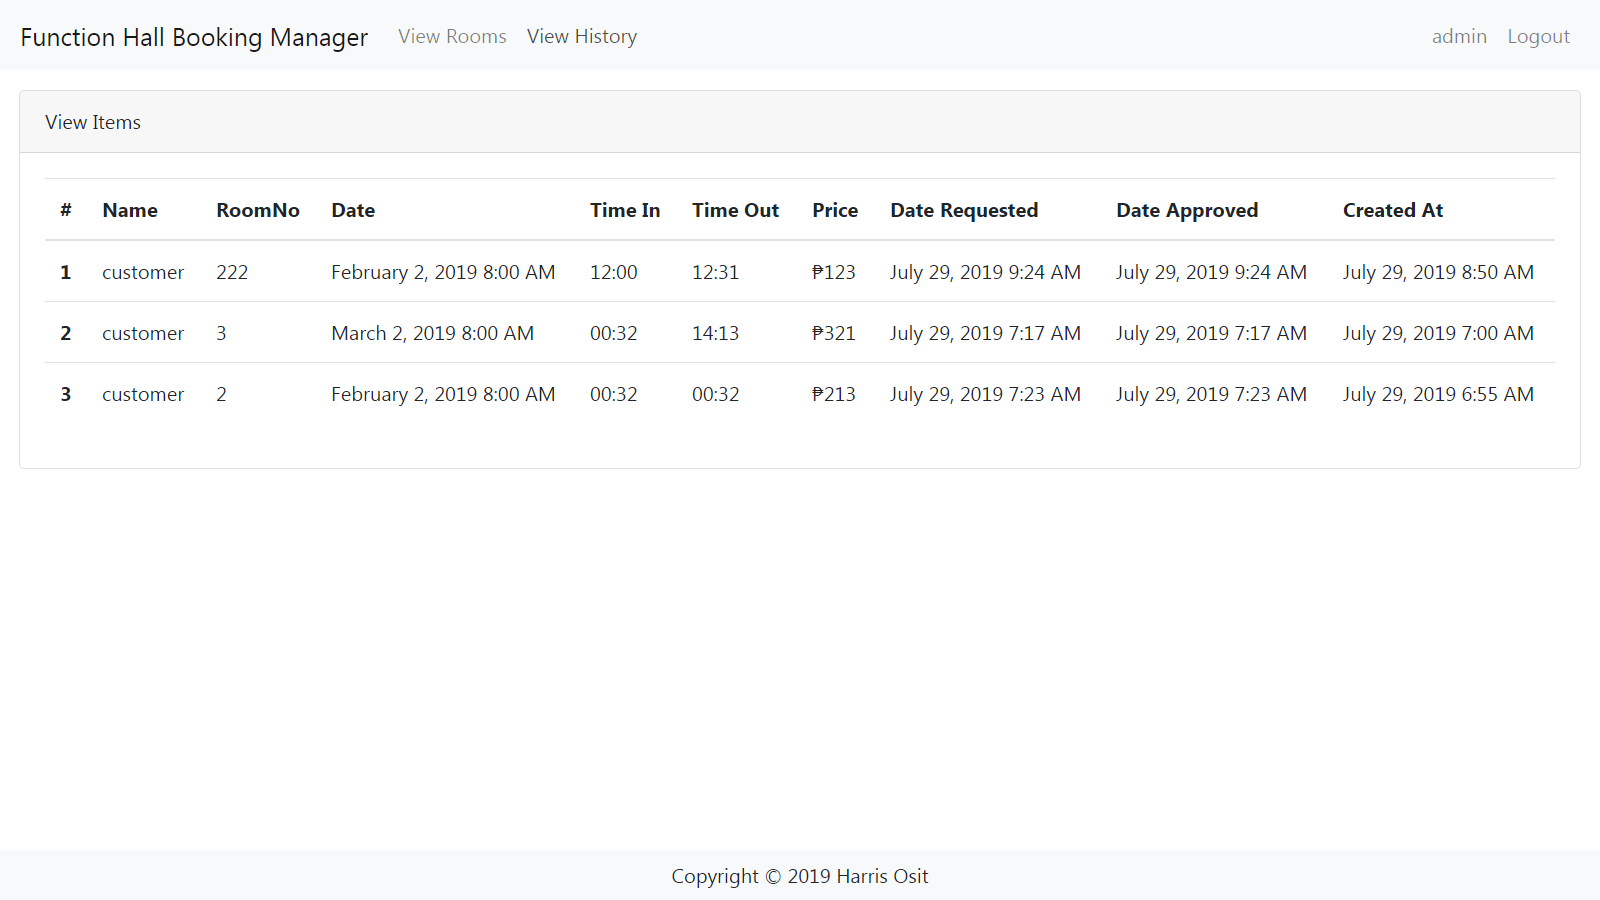 Function Hall Booking Manager View Rooms View History admin Logout
View Items
# Name RoomNo Date Time In Time Out Price Date Requested Date Approved Created At
1 customer 222 February 2, 2019 8:00 AM 12:00 12:31 ₱123 July 29, 2019 9:24 AM July 29, 2019 9:24 AM July 29, 2019 8:50 AM
2 customer 3 March 2, 2019 8:00 AM 00:32 14:13 ₱321 July 29, 2019 7:17 AM July 29, 2019 7:17 AM July 29, 2019 7:00 AM
3 customer 2 February 2, 2019 8:00 AM 00:32 00:32 ₱213 July 29, 2019 7:23 AM July 29, 2019 7:23 AM July 29, 2019 6:55 AM
Copyright © 2019 Harris Osit